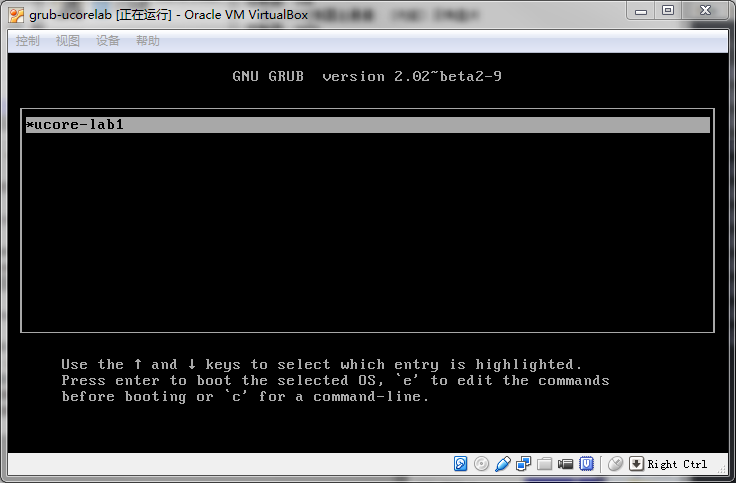 grub-ucorelab [正在运行] - Oracle VM VirtualBox
控制 视图 设备 帮助
GNU GRUB version 2.02~beta2-9
*ucore-lab1
Use the ↑ and ↓ keys to select which entry is highlighted.
Press enter to boot the selected OS, `e' to edit the commands
before booting or `c' for a command-line.
Right Ctrl